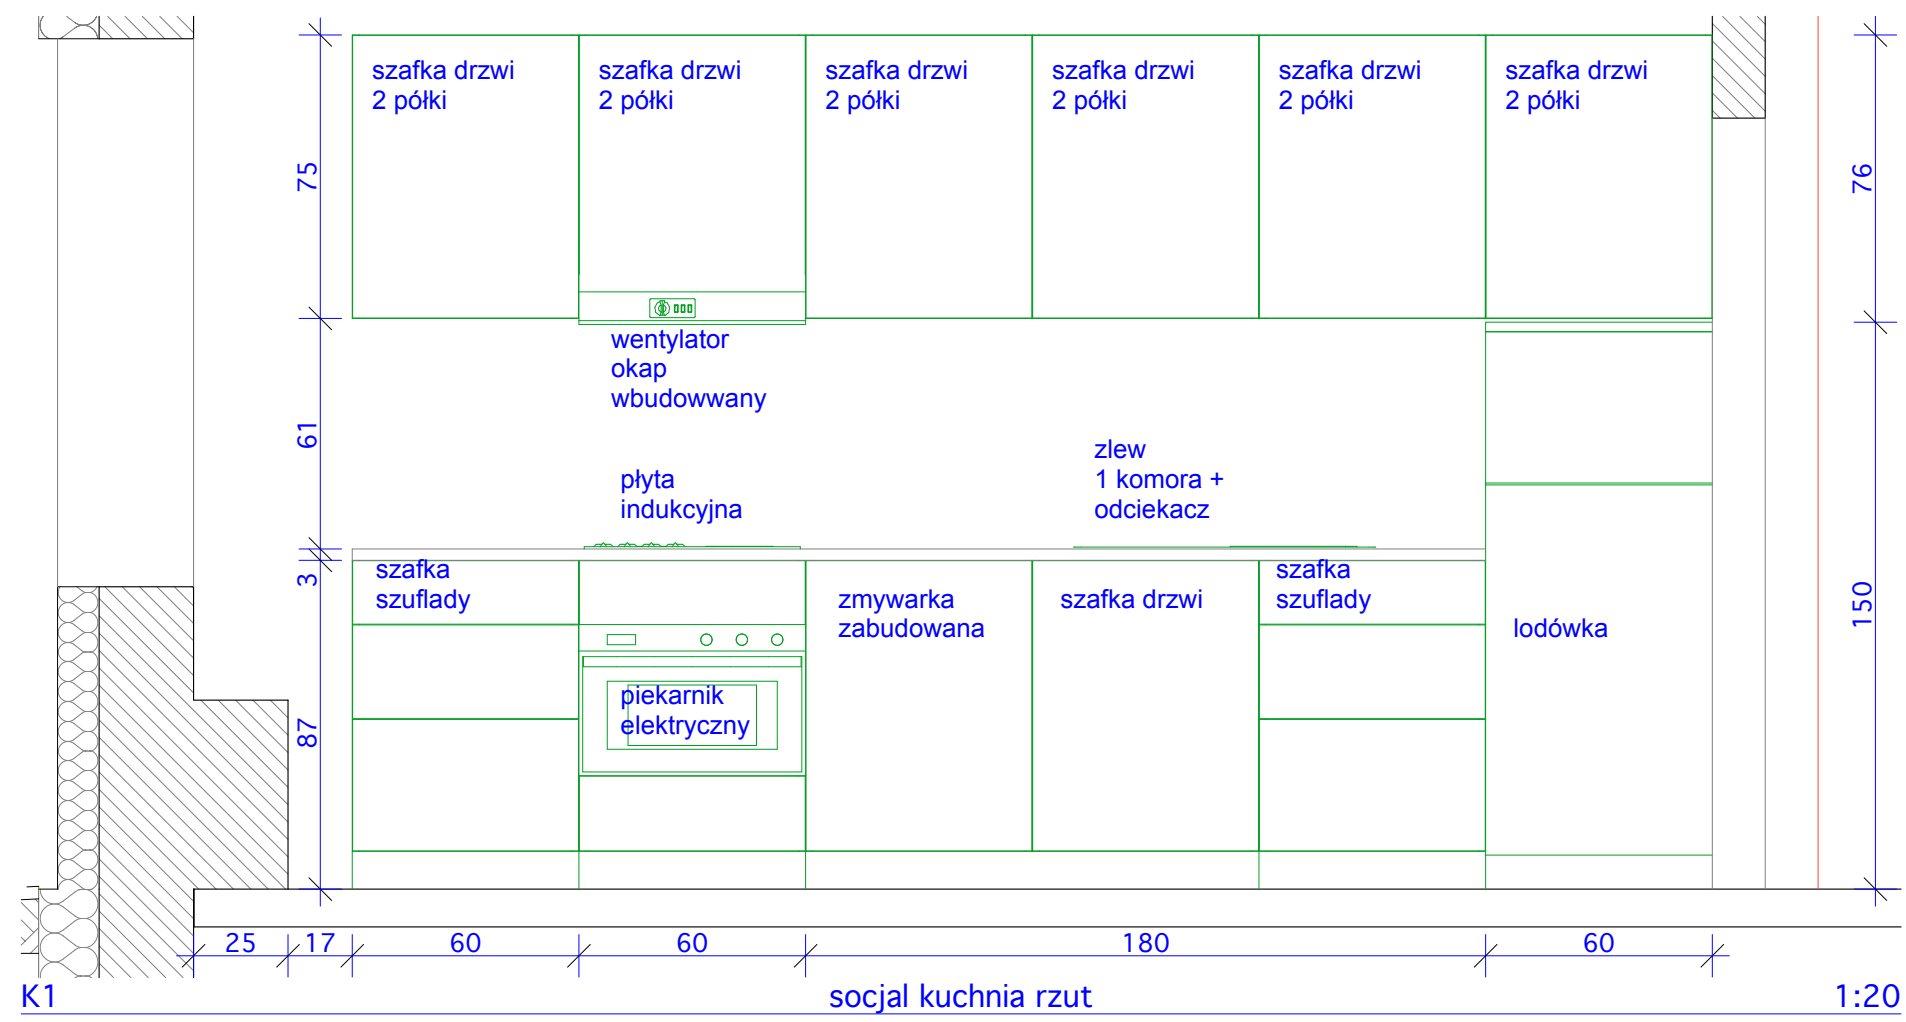 szafka drzwi
2 półki
szafka drzwi
2 półki
szafka drzwi
2 półki
szafka drzwi
2 półki
szafka drzwi
2 półki
szafka drzwi
2 półki
75
76
wentylator
okap
wbudowwany
61
płyta
indukcyjna
zlew
1 komora +
odciekacz
3
szafka
szuflady
zmywarka
zabudowana
szafka drzwi
szafka
szuflady
lodówka
150
piekarnik
elektryczny
87
25
17
60
60
180
60
K1
socjal kuchnia rzut
1:20